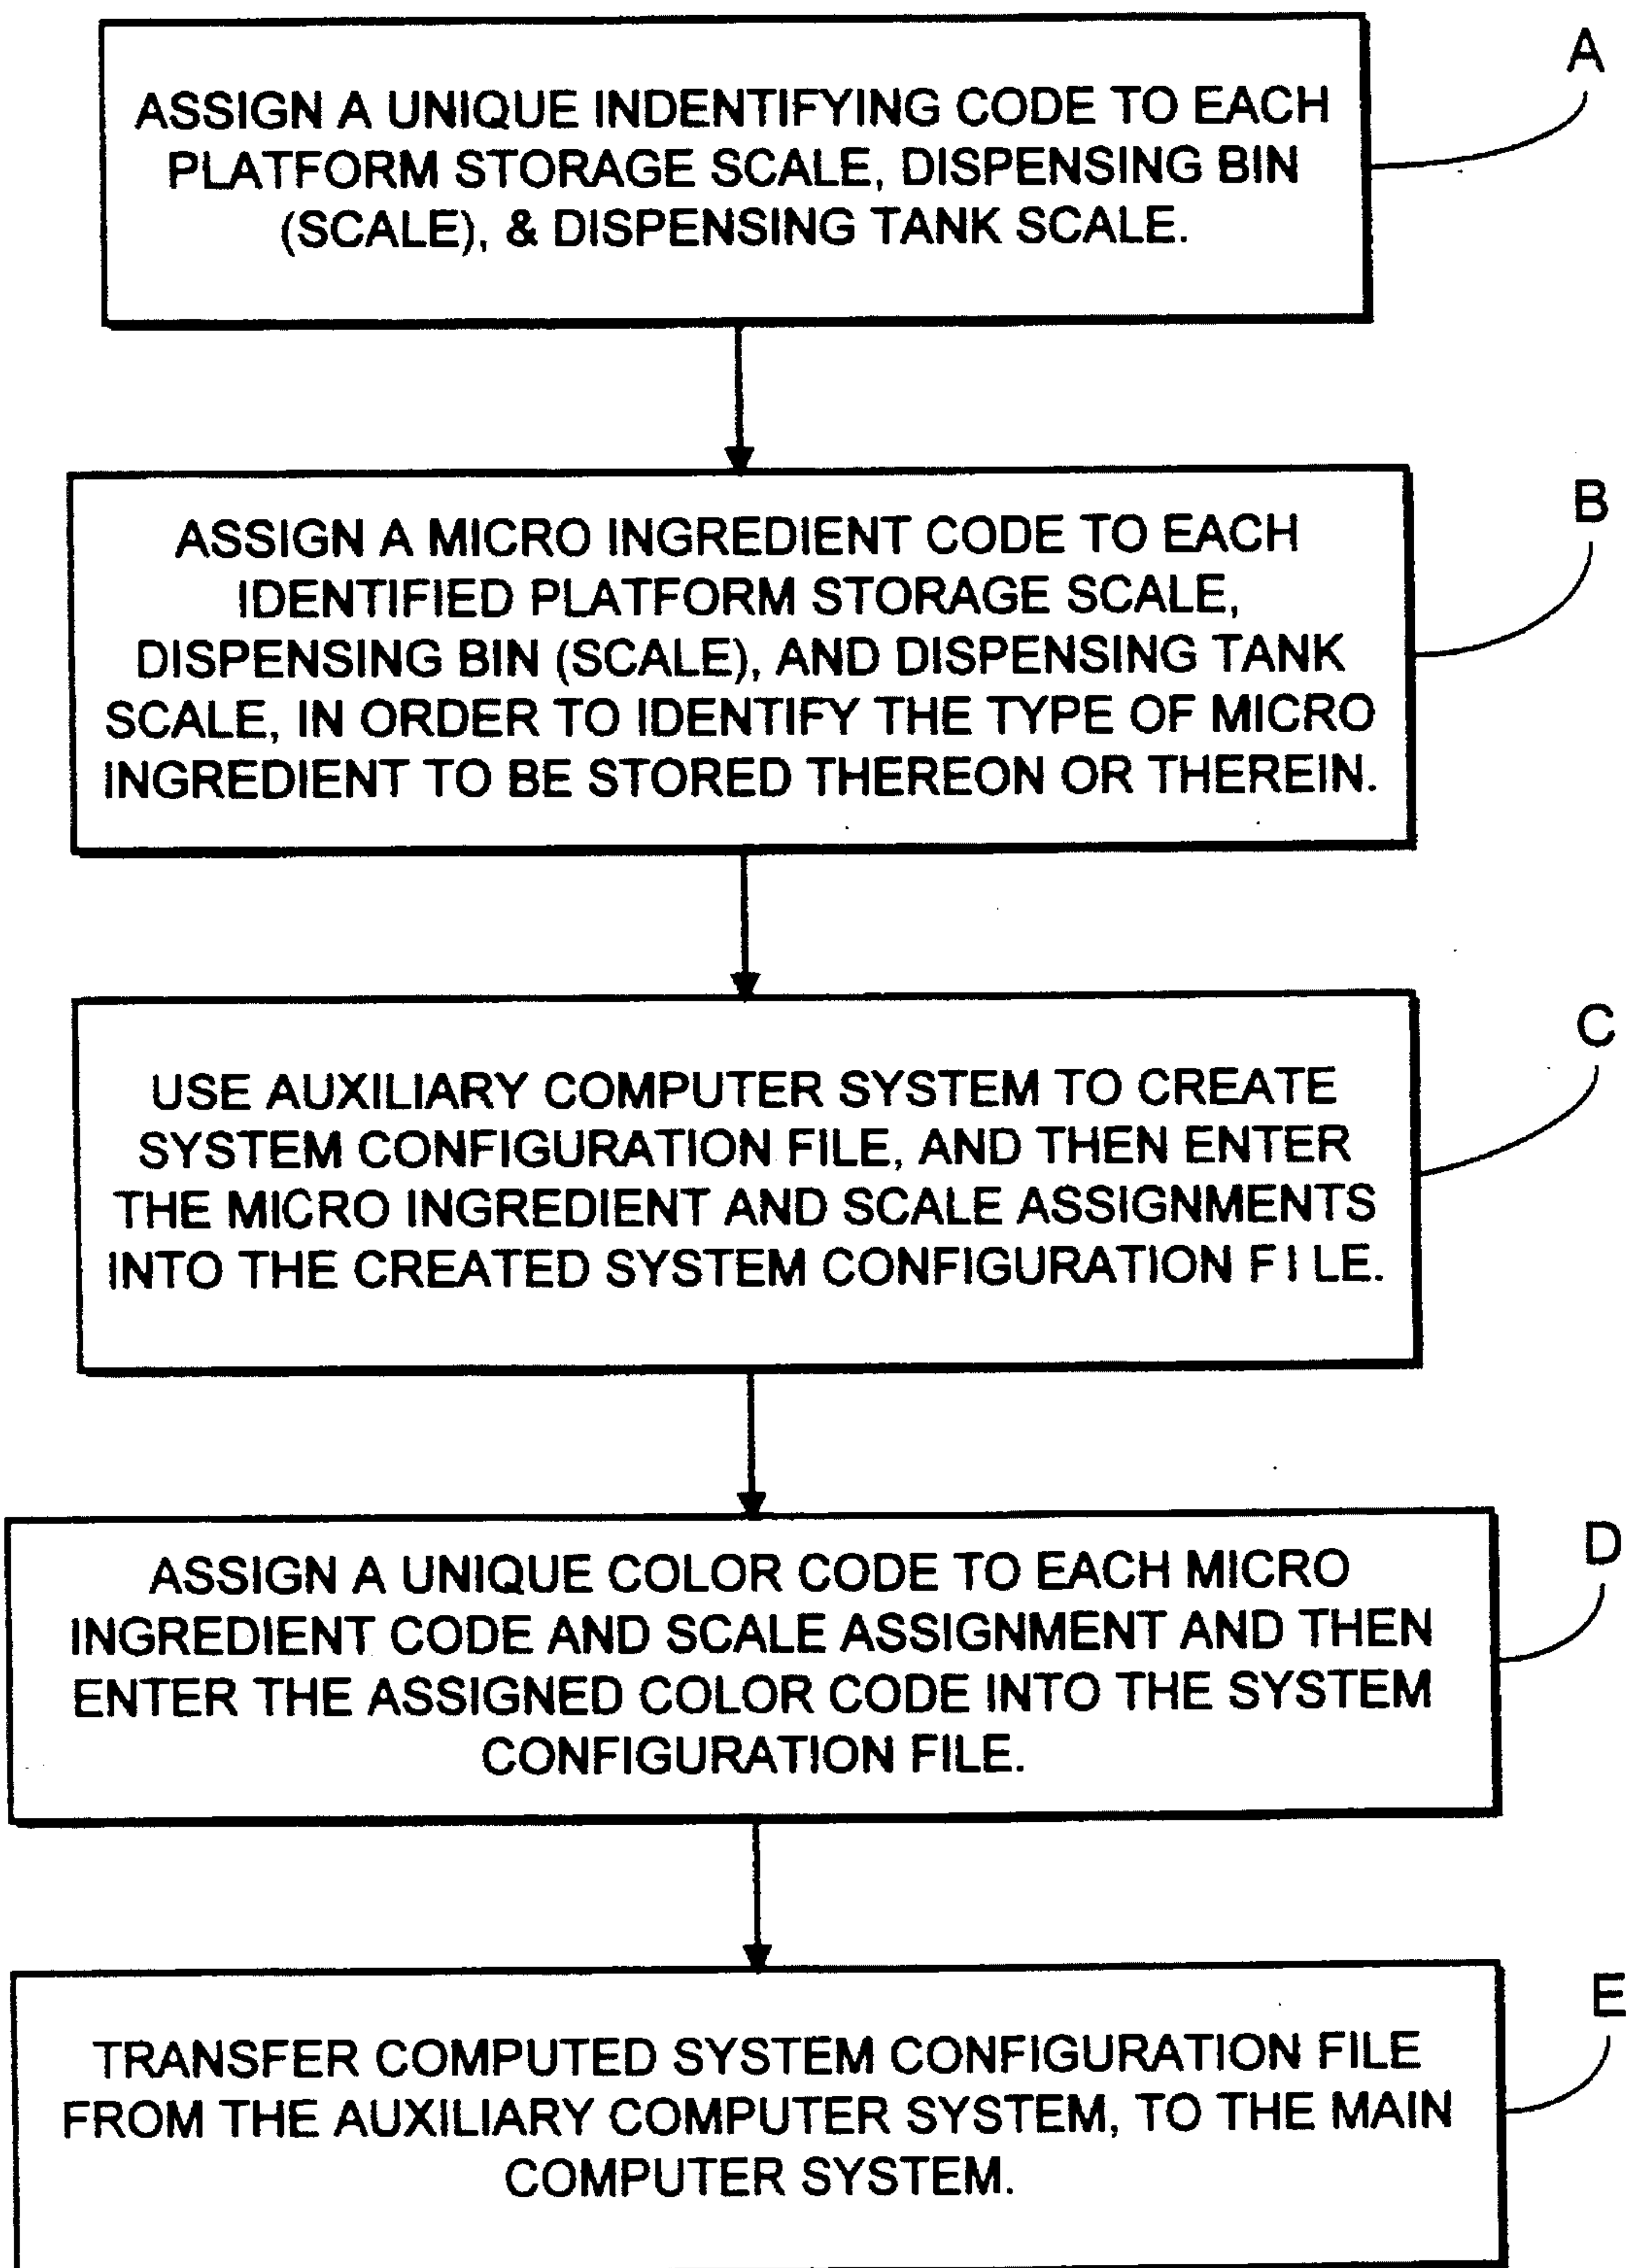 A
ASSIGN A UNIQUE INDENTIFYING CODE TO EACH
PLATFORM STORAGE SCALE, DISPENSING BIN
(SCALE), & DISPENSING TANK SCALE.
B
ASSIGN A MICRO INGREDIENT CODE TO EACH
IDENTIFIED PLATFORM STORAGE SCALE,
DISPENSING BIN (SCALE), AND DISPENSING TANK
SCALE, IN ORDER TO IDENTIFY THE TYPE OF MICRO
INGREDIENT TO BE STORED THEREON OR THEREIN.
C
USE AUXILIARY COMPUTER SYSTEM TO CREATE
SYSTEM CONFIGURATION FILE, AND THEN ENTER
THE MICRO INGREDIENT AND SCALE ASSIGNMENTS
INTO THE CREATED SYSTEM CONFIGURATION FILE.
D
ASSIGN A UNIQUE COLOR CODE TO EACH MICRO
INGREDIENT CODE AND SCALE ASSIGNMENT AND THEN
ENTER THE ASSIGNED COLOR CODE INTO THE SYSTEM
CONFIGURATION FILE.
E
TRANSFER COMPUTED SYSTEM CONFIGURATION FILE
FROM THE AUXILIARY COMPUTER SYSTEM, TO THE MAIN
COMPUTER SYSTEM.